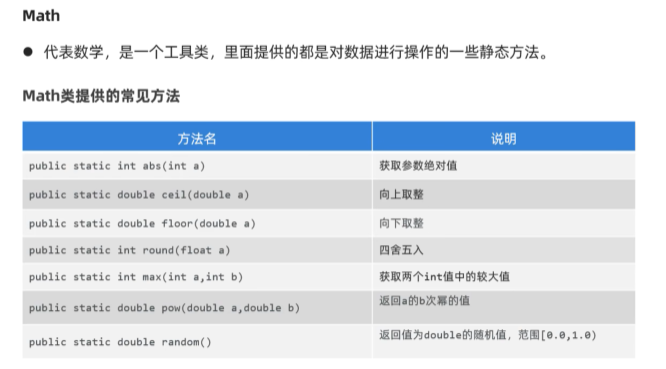 Math
● 代表数学，是一个工具类，里面提供的都是对数据进行操作的一些静态方法。
Math类提供的常见方法
方法名 说明
public static int abs(int a) 获取参数绝对值
public static double ceil(double a) 向上取整
public static double floor(double a) 向下取整
public static int round(float a) 四舍五入
public static int max(int a,int b) 获取两个int值中的较大值
public static double pow(double a,double b) 返回a的b次幂的值
public static double random() 返回值为double的随机值，范围[0.0,1.0)